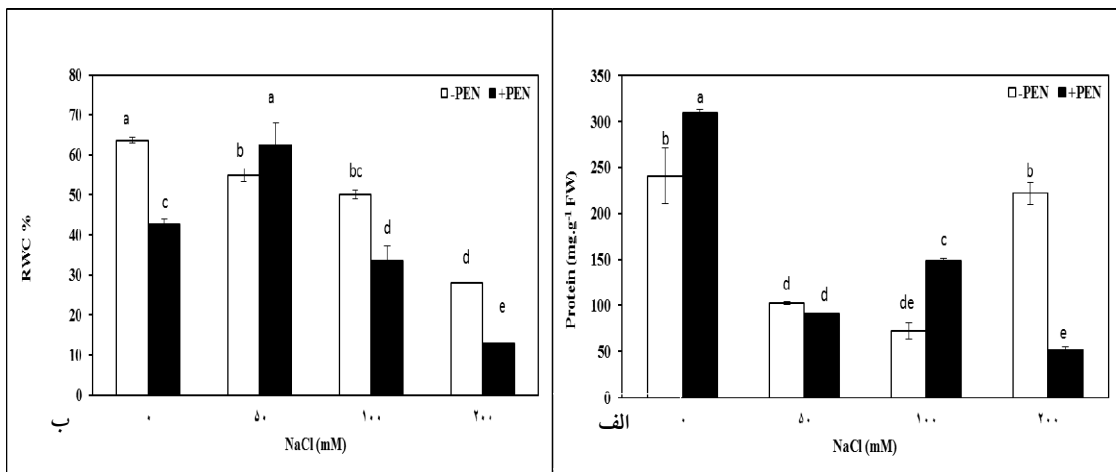 80
70
60
50
40
30
20
10
0
RWC %
-PEN +PEN
a
c
b
a
bc
d
d
e
۰ ۵۰ ۱۰۰ ۲۰۰
NaCl (mM)
ب
350
300
250
200
150
100
50
0
Protein (mg.g⁻¹ FW)
-PEN +PEN
b
a
d
d
de
c
b
e
۰ ۵۰ ۱۰۰ ۲۰۰
NaCl (mM)
الف